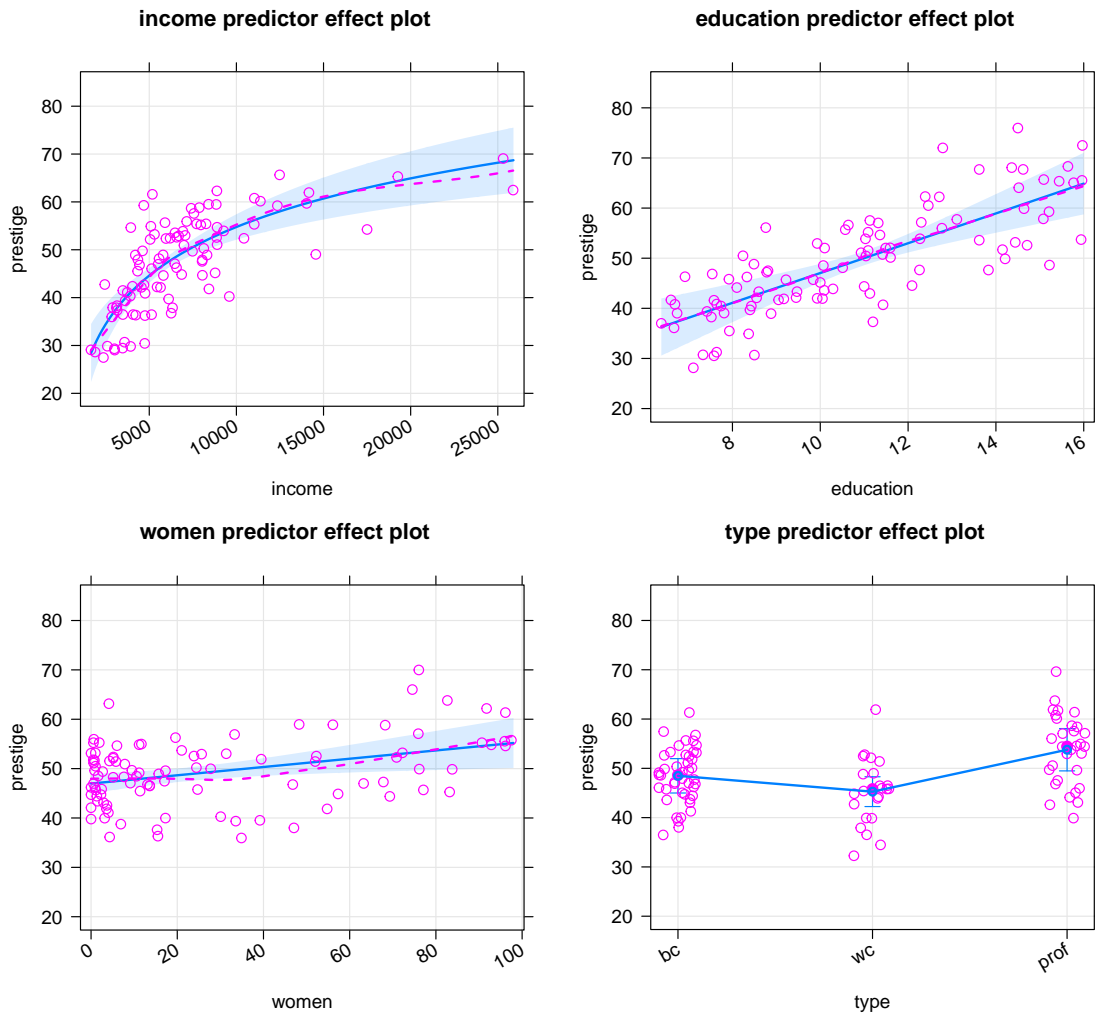 income predictor effect plot
prestige
80
70
60
50
40
30
20
5000
10000
15000
20000
25000
income
education predictor effect plot
prestige
80
70
60
50
40
30
20
8
10
12
14
16
education
women predictor effect plot
prestige
80
70
60
50
40
30
20
0
20
40
60
80
100
women
type predictor effect plot
prestige
80
70
60
50
40
30
20
bc
wc
prof
type